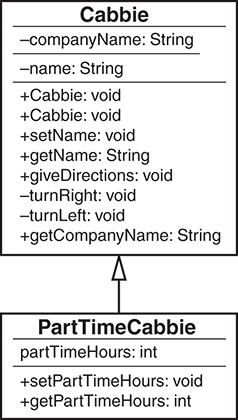 Cabbie
–companyName: String
–name: String
+Cabbie: void
+Cabbie: void
+setName: void
+getName: String
+giveDirections: void
–turnRight: void
–turnLeft: void
+getCompanyName: String
PartTimeCabbie
partTimeHours: int
+setPartTimeHours: void
+getPartTimeHours: int